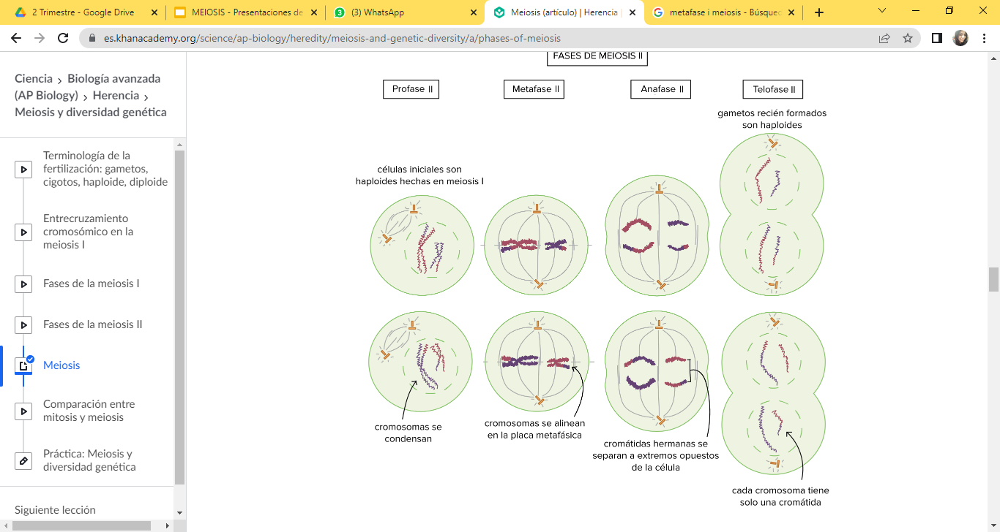 2 Trimestre - Google Drive
MEIOSIS - Presentaciones de
(3) WhatsApp
Meiosis (artículo) | Herencia |
metafase i meiosis - Búsqued
es.khanacademy.org/science/ap-biology/heredity/meiosis-and-genetic-diversity/a/phases-of-meiosis
Ciencia > Biología avanzada
(AP Biology) > Herencia >
Meiosis y diversidad genética
Terminología de la
fertilización: gametos,
cigotos, haploide, diploide
Entrecruzamiento
cromosómico en la
meiosis I
Fases de la meiosis I
Fases de la meiosis II
Meiosis
Comparación entre
mitosis y meiosis
Práctica: Meiosis y
diversidad genética
Siguiente lección
FASES DE MEIOSIS II
Profase II
Metafase II
Anafase II
Telofase II
gametos recién formados
son haploides
células iniciales son
haploides hechas en meiosis I
cromosomas se
condensan
cromosomas se alinean
en la placa metafásica
cromátidas hermanas se
separan a extremos opuestos
de la célula
cada cromosoma tiene
solo una cromátida